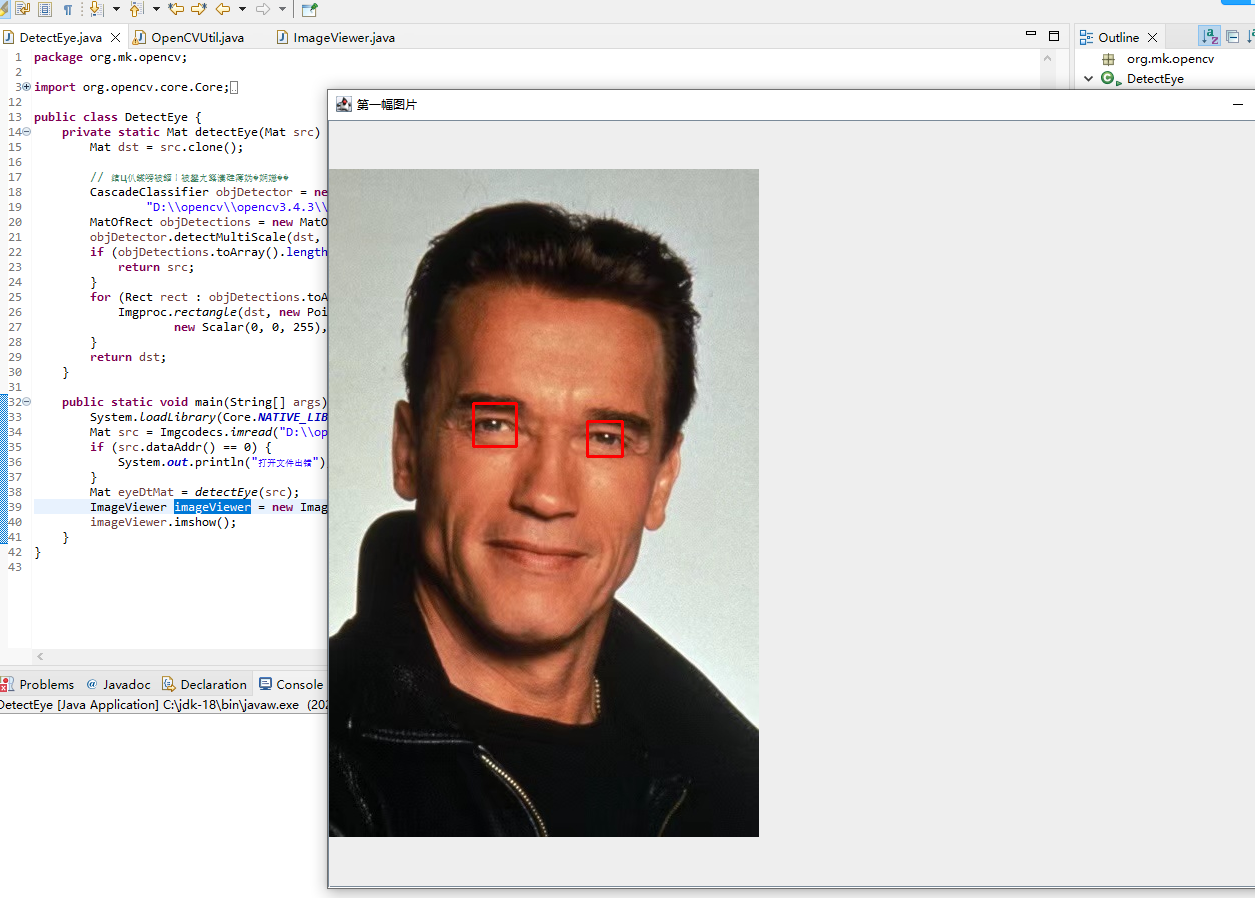 DetectEye.java
OpenCVUtil.java
ImageViewer.java
Outline
org.mk.opencv
DetectEye
第一幅图片
1 package org.mk.opencv;
2
3 import org.opencv.core.Core;
12
13 public class DetectEye {
14 private static Mat detectEye(Mat src)
15 Mat dst = src.clone();
16
17 //
18 CascadeClassifier objDetector = ne
19 "D:\\opencv\\opencv3.4.3\\
20 MatOfRect objDetections = new MatO
21 objDetector.detectMultiScale(dst,
22 if (objDetections.toArray().length
23 return src;
24 }
25 for (Rect rect : objDetections.toA
26 Imgproc.rectangle(dst, new Poi
27 new Scalar(0, 0, 255),
28 }
29 return dst;
30 }
31
32 public static void main(String[] args)
33 System.loadLibrary(Core.NATIVE_LIB
34 Mat src = Imgcodecs.imread("D:\\op
35 if (src.dataAddr() == 0) {
36 System.out.println("打开文件出错")
37 }
38 Mat eyeDtMat = detectEye(src);
39 ImageViewer imageViewer = new Imag
40 imageViewer.imshow();
41 }
42 }
43
Problems
@ Javadoc
Declaration
Console
DetectEye [Java Application] C:\jdk-18\bin\javaw.exe (202